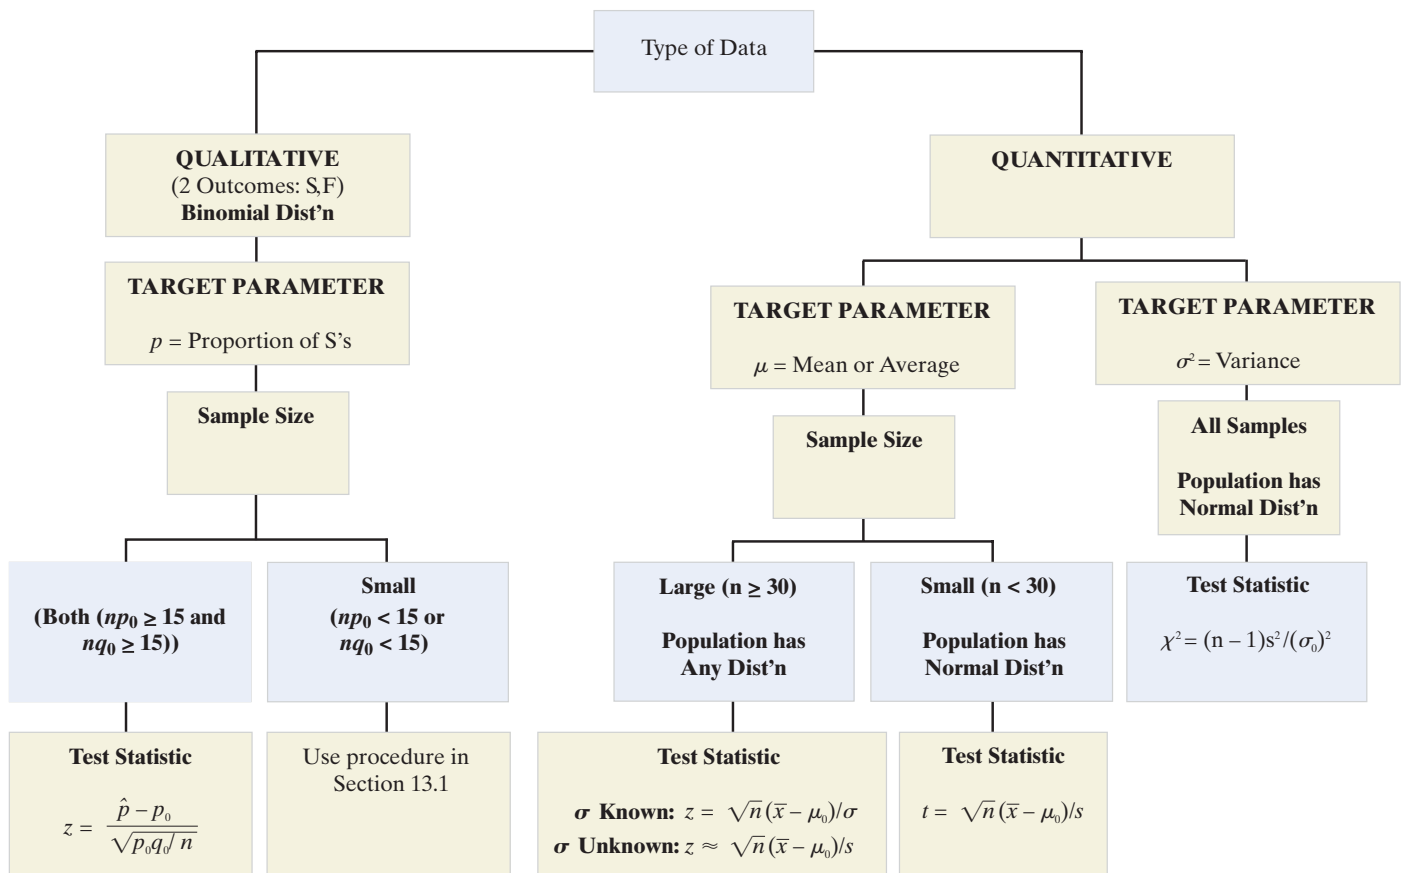 Type of Data
QUALITATIVE
(2 Outcomes: S,F)
Binomial Dist’n
TARGET PARAMETER
p = Proportion of S’s
Sample Size
(Both (np₀ ≥ 15 and
nq₀ ≥ 15))
Test Statistic
z = (p̂ – p₀) / √(p₀q₀/ n)
Small
(np₀ < 15 or
nq₀ < 15)
Use procedure in
Section 13.1
QUANTITATIVE
TARGET PARAMETER
μ = Mean or Average
Sample Size
Large (n ≥ 30)
Population has
Any Dist’n
Test Statistic
σ Known: z = √n (x̄ – μ₀)/σ
σ Unknown: z ≈ √n (x̄ – μ₀)/s
Small (n < 30)
Population has
Normal Dist’n
Test Statistic
t = √n (x̄ – μ₀)/s
TARGET PARAMETER
σ² = Variance
All Samples
Population has
Normal Dist’n
Test Statistic
χ² = (n – 1)s²/(σ₀)²